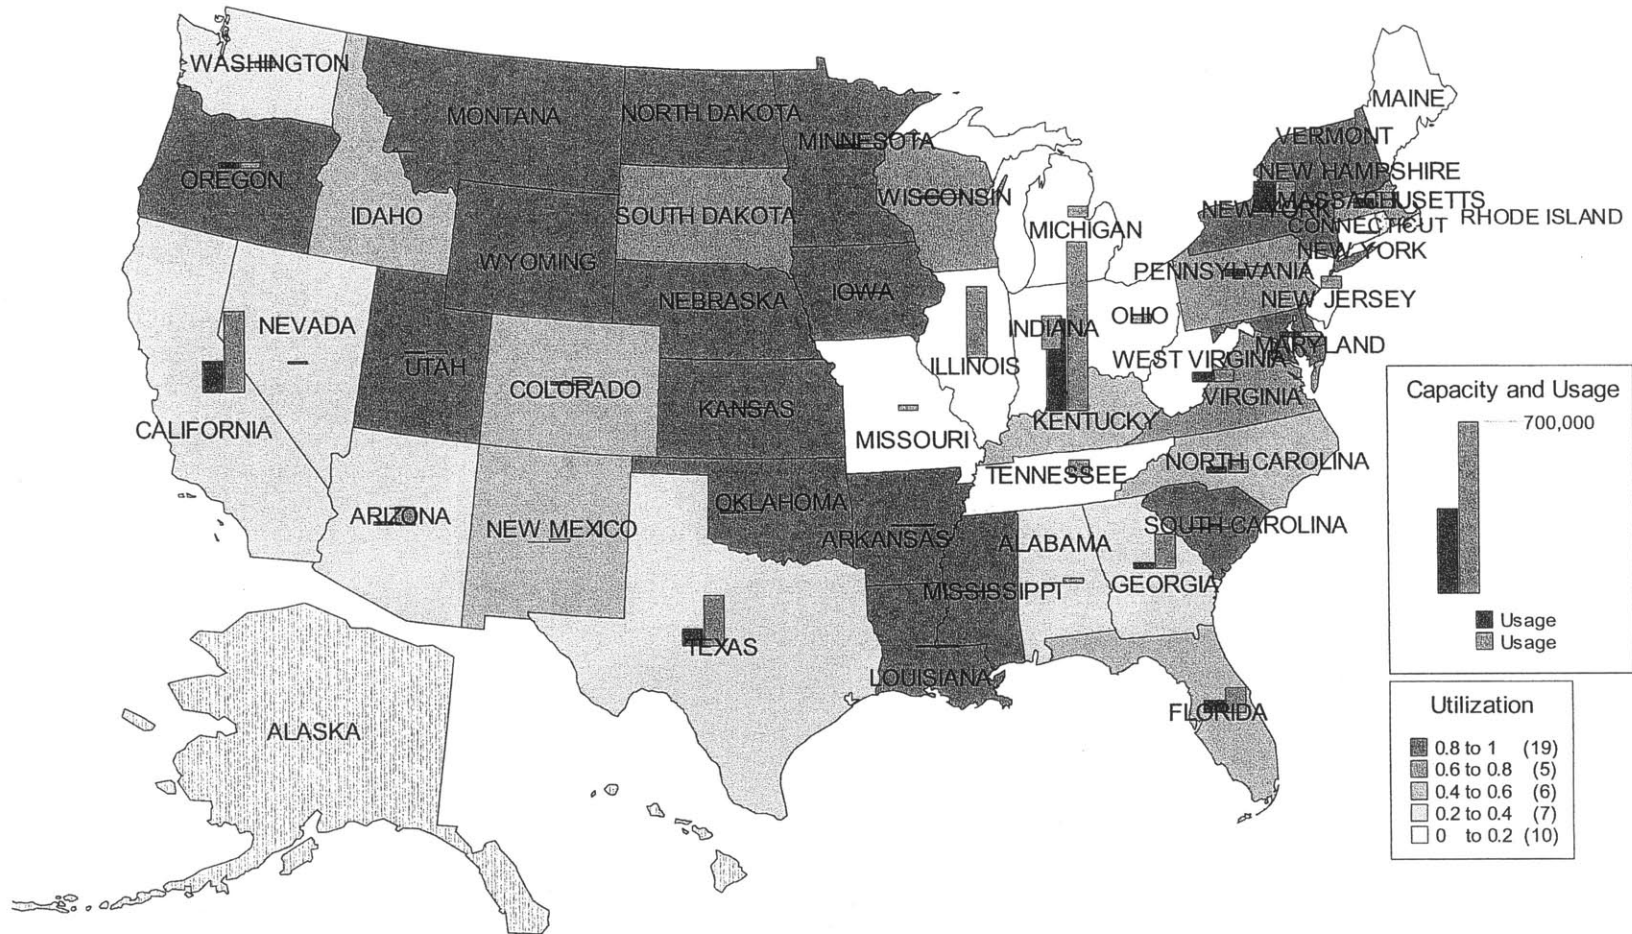 WASHINGTON
MAINE
MONTANA
NORTH DAKOTA
VERMONT
MINNESOTA
NEW HAMPSHIRE
OREGON
WISCONSIN
MASSACHUSETTS
IDAHO
SOUTH DAKOTA
NEW YORK
RHODE ISLAND
MICHIGAN
CONNECTICUT
NEW YORK
WYOMING
PENNSYLVANIA
NEBRASKA
IOWA
NEW JERSEY
NEVADA
INDIANA
OHIO
MARYLAND
UTAH
ILLINOIS
WEST VIRGINIA
COLORADO
VIRGINIA
KANSAS
KENTUCKY
CALIFORNIA
MISSOURI
NORTH CAROLINA
TENNESSEE
OKLAHOMA
ARIZONA
NEW MEXICO
SOUTH CAROLINA
ARKANSAS
ALABAMA
GEORGIA
MISSISSIPPI
TEXAS
LOUISIANA
FLORIDA
ALASKA
Capacity and Usage
700,000
Usage
Usage
Utilization
0.8 to 1 (19)
0.6 to 0.8 (5)
0.4 to 0.6 (6)
0.2 to 0.4 (7)
0 to 0.2 (10)